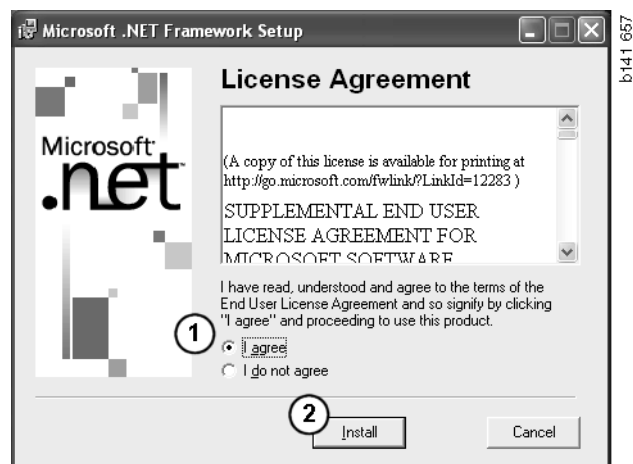 Microsoft .NET Framework Setup
b141 657
License Agreement
Microsoft
.net
(A copy of this license is available for printing at
http://go.microsoft.com/fwlink/?LinkId=12283 )
SUPPLEMENTAL END USER
LICENSE AGREEMENT FOR
MICROSOFT SOFTWARE
I have read, understood and agree to the terms of the
End User License Agreement and so signify by clicking
"I agree" and proceeding to use this product.
1
I agree
I do not agree
2
Install
Cancel